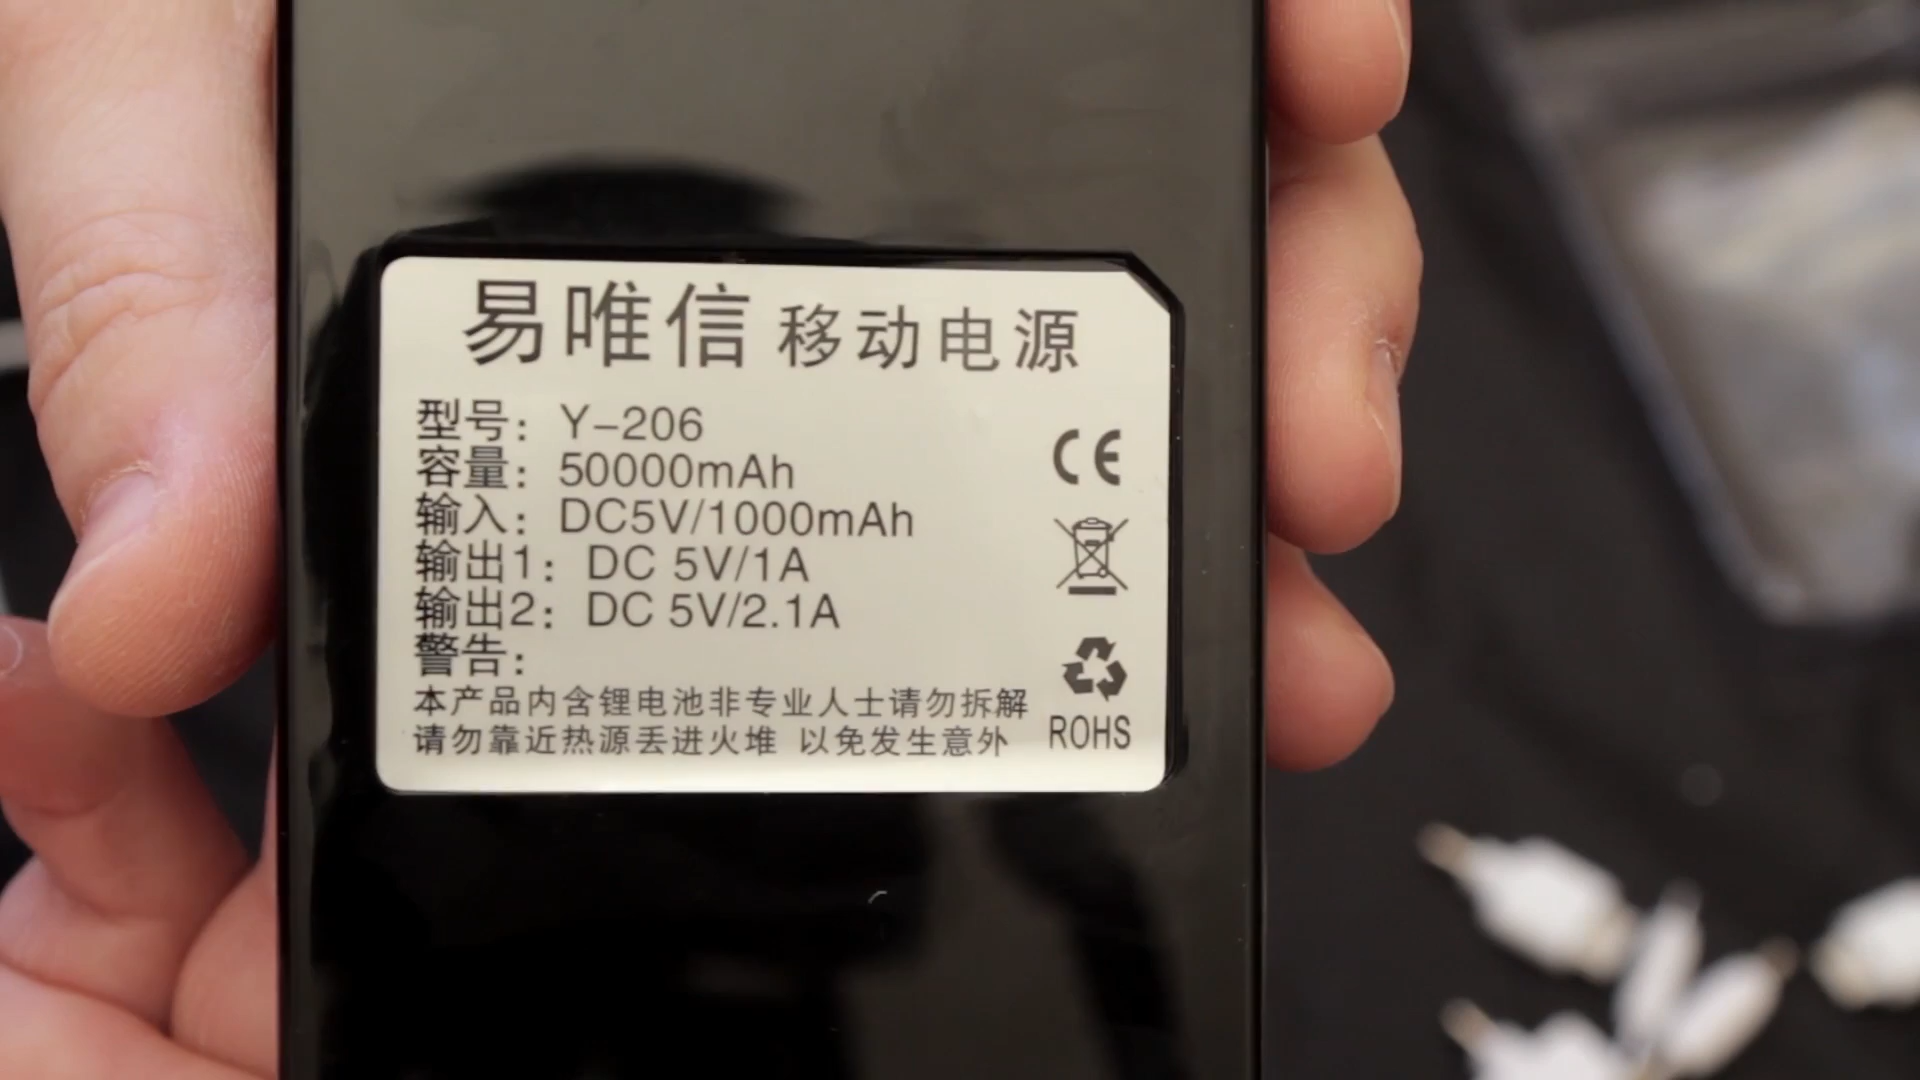 易唯信 移动电源
型号: Y-206
容量: 50000mAh
输入: DC5V/1000mAh
输出1: DC 5V/1A
输出2: DC 5V/2.1A
警告:
本产品内含锂电池非专业人士请勿拆解
请勿靠近热源丢进火堆 以免发生意外
CE
ROHS